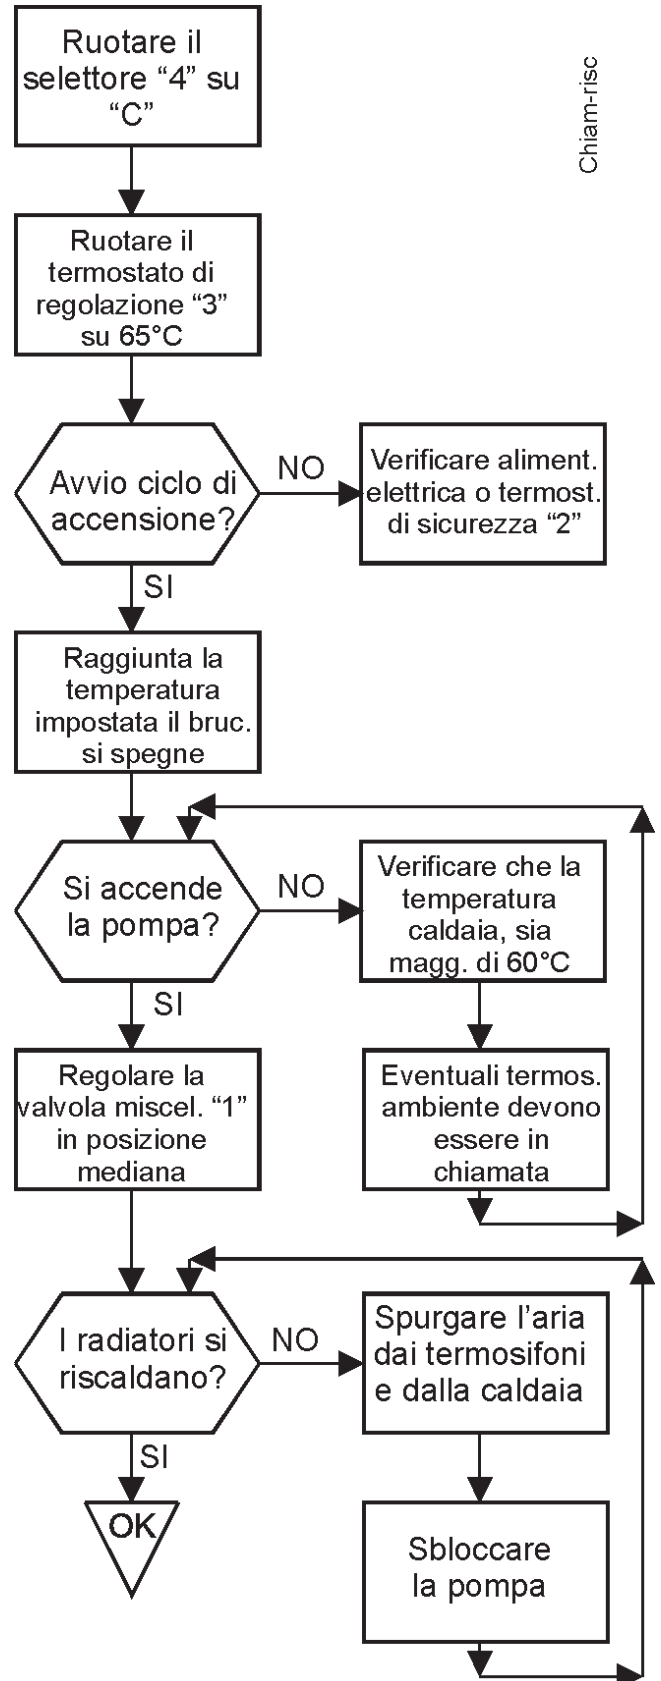 Ruotare il
selettore “4” su
“C”
Chiam-risc
Ruotare il
termostato di
regolazione “3”
su 65°C
Avvio ciclo di
accensione?
NO
Verificare aliment.
elettrica o termost.
di sicurezza “2”
SI
Raggiunta la
temperatura
impostata il bruc.
si spegne
Si accende
la pompa?
NO
Verificare che la
temperatura
caldaia, sia
magg. di 60°C
SI
Regolare la
valvola miscel. “1”
in posizione
mediana
Eventuali termos.
ambiente devono
essere in
chiamata
I radiatori si
riscaldano?
NO
Spurgare l’aria
dai termosifoni
e dalla caldaia
SI
OK
Sbloccare
la pompa